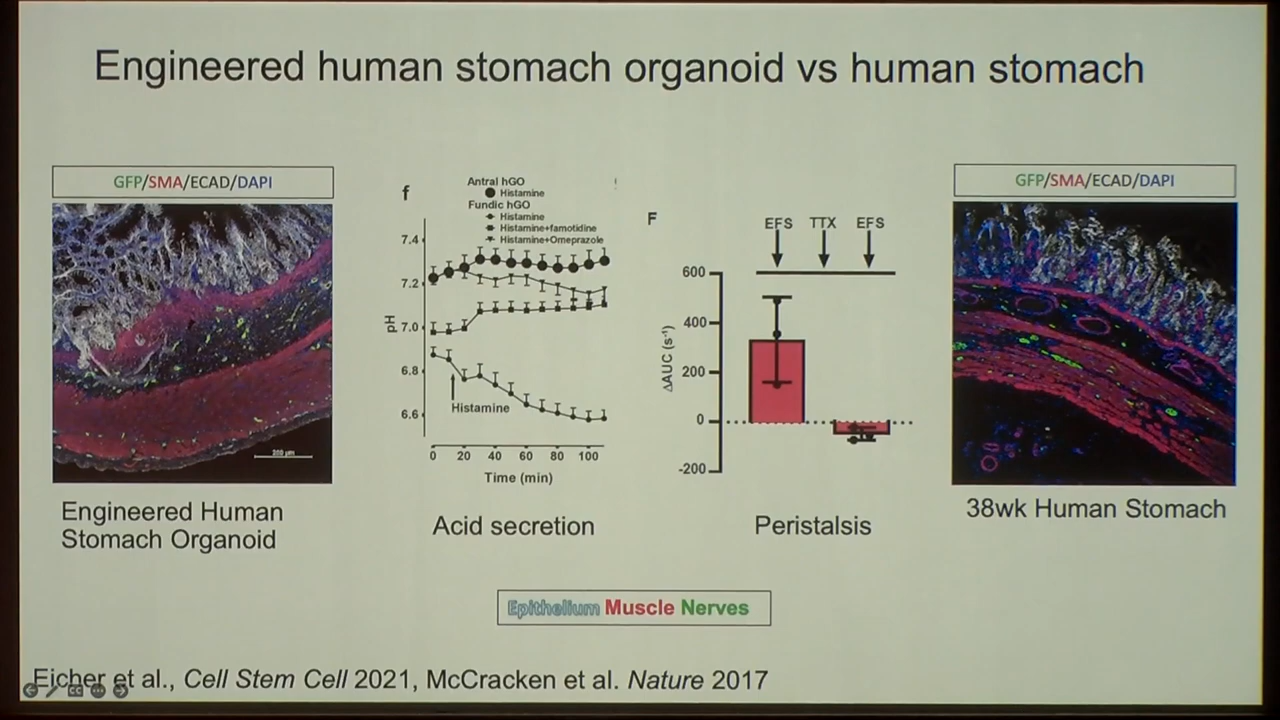 Engineered human stomach organoid vs human stomach
GFP/SMA/ECAD/DAPI
200 µm
Engineered Human
Stomach Organoid
f
Antral hGO
Histamine
Fundic hGO
Histamine
Histamine+famotidine
Histamine+Omeprazole
7.4
7.2
7.0
6.8
6.6
pH
Histamine
0 20 40 60 80 100
Time (min)
Acid secretion
F
EFS TTX EFS
600
400
200
0
-200
ΔAUC (s⁻¹)
Peristalsis
GFP/SMA/ECAD/DAPI
38wk Human Stomach
Epithelium Muscle Nerves
Eicher et al., Cell Stem Cell 2021, McCracken et al. Nature 2017